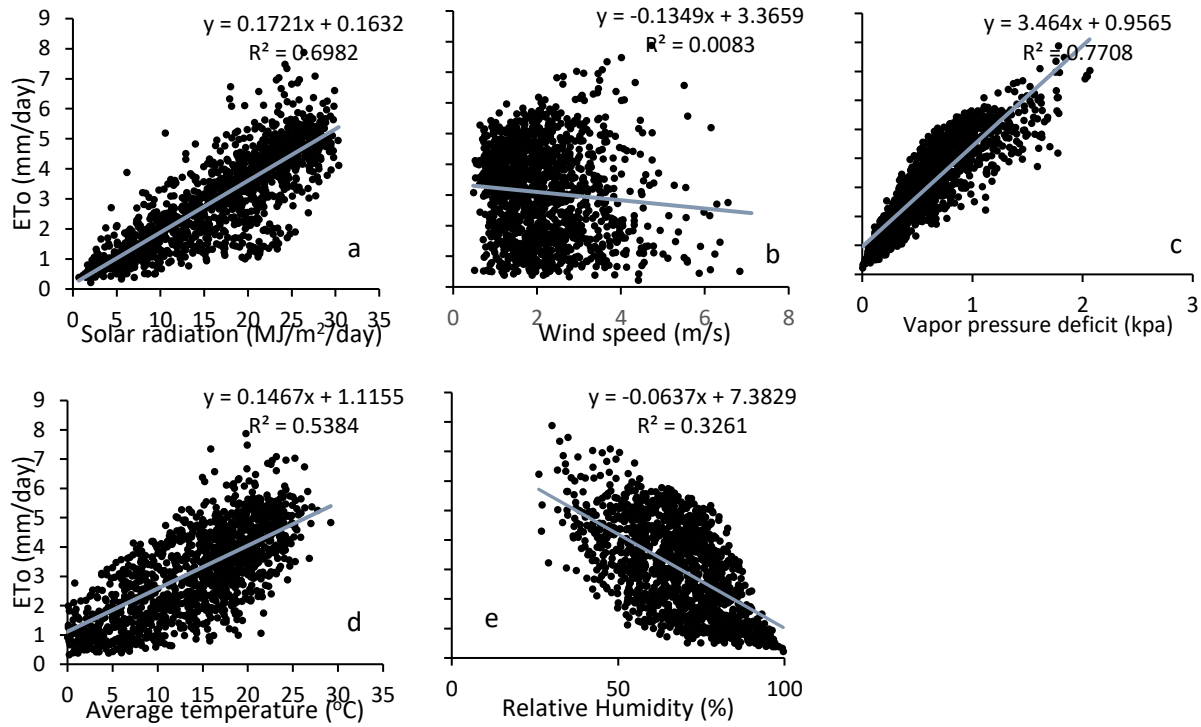 y = 0.1721x + 0.1632
R² = 0.6982
9
8
7
6
5
4
3
2
1
0
ETo (mm/day)
a
0 5 10 15 20 25 30 35
Solar radiation (MJ/m²/day)
y = -0.1349x + 3.3659
R² = 0.0083
b
0 2 4 6 8
Wind speed (m/s)
y = 3.464x + 0.9565
R² = 0.7708
c
0 1 2 3
Vapor pressure deficit (kpa)
y = 0.1467x + 1.1155
R² = 0.5384
9
8
7
6
5
4
3
2
1
0
ETo (mm/day)
d
0 5 10 15 20 25 30 35
Average temperature (⁰C)
y = -0.0637x + 7.3829
R² = 0.3261
e
0 50 100
Relative Humidity (%)